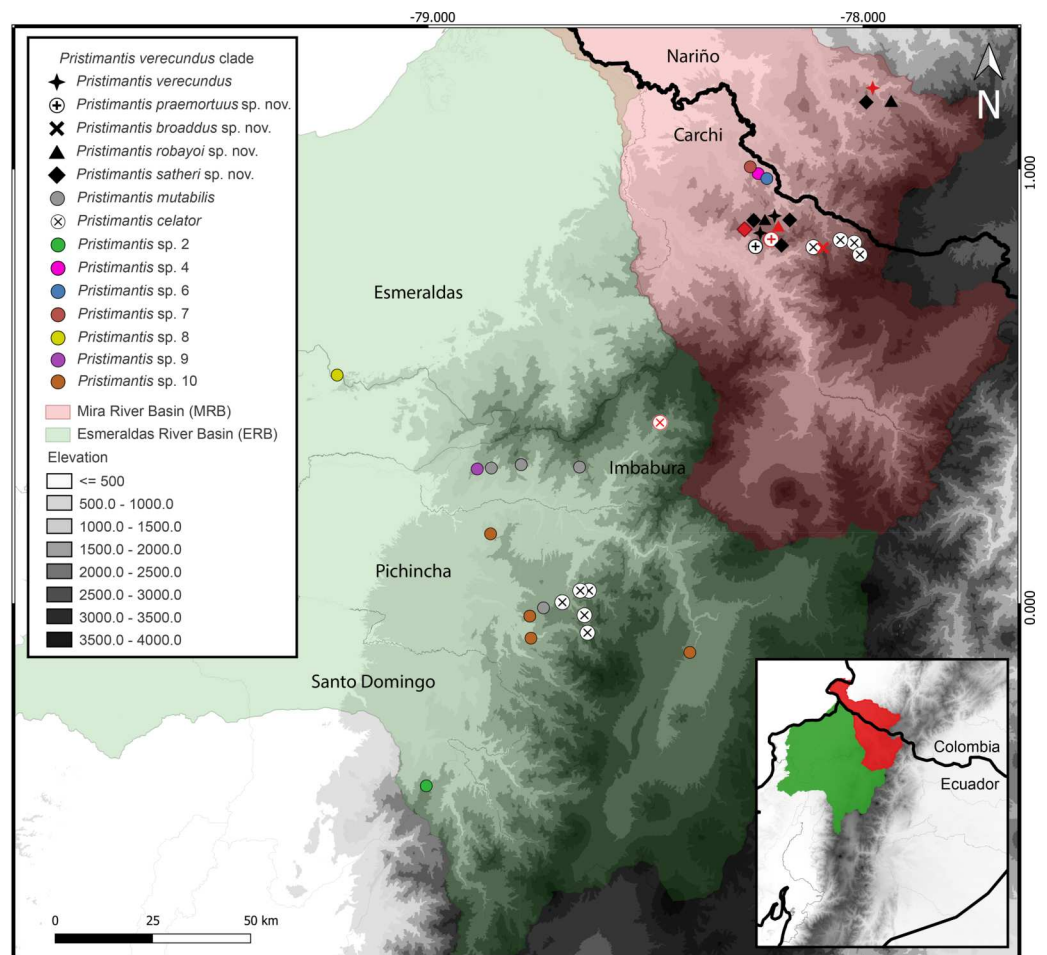 -79.000
-78.000
Pristimantis verecundus clade
Pristimantis verecundus
Pristimantis praemortuus sp. nov.
Pristimantis broaddus sp. nov.
Pristimantis robayoi sp. nov.
Pristimantis satheri sp. nov.
Pristimantis mutabilis
Pristimantis celator
Pristimantis sp. 2
Pristimantis sp. 4
Pristimantis sp. 6
Pristimantis sp. 7
Pristimantis sp. 8
Pristimantis sp. 9
Pristimantis sp. 10
Mira River Basin (MRB)
Esmeraldas River Basin (ERB)
Elevation
<= 500
500.0 - 1000.0
1000.0 - 1500.0
1500.0 - 2000.0
2000.0 - 2500.0
2500.0 - 3000.0
3000.0 - 3500.0
3500.0 - 4000.0
Nariño
N
Carchi
1.000
Esmeraldas
Imbabura
Pichincha
0.000
Santo Domingo
Colombia
Ecuador
0 25 50 km